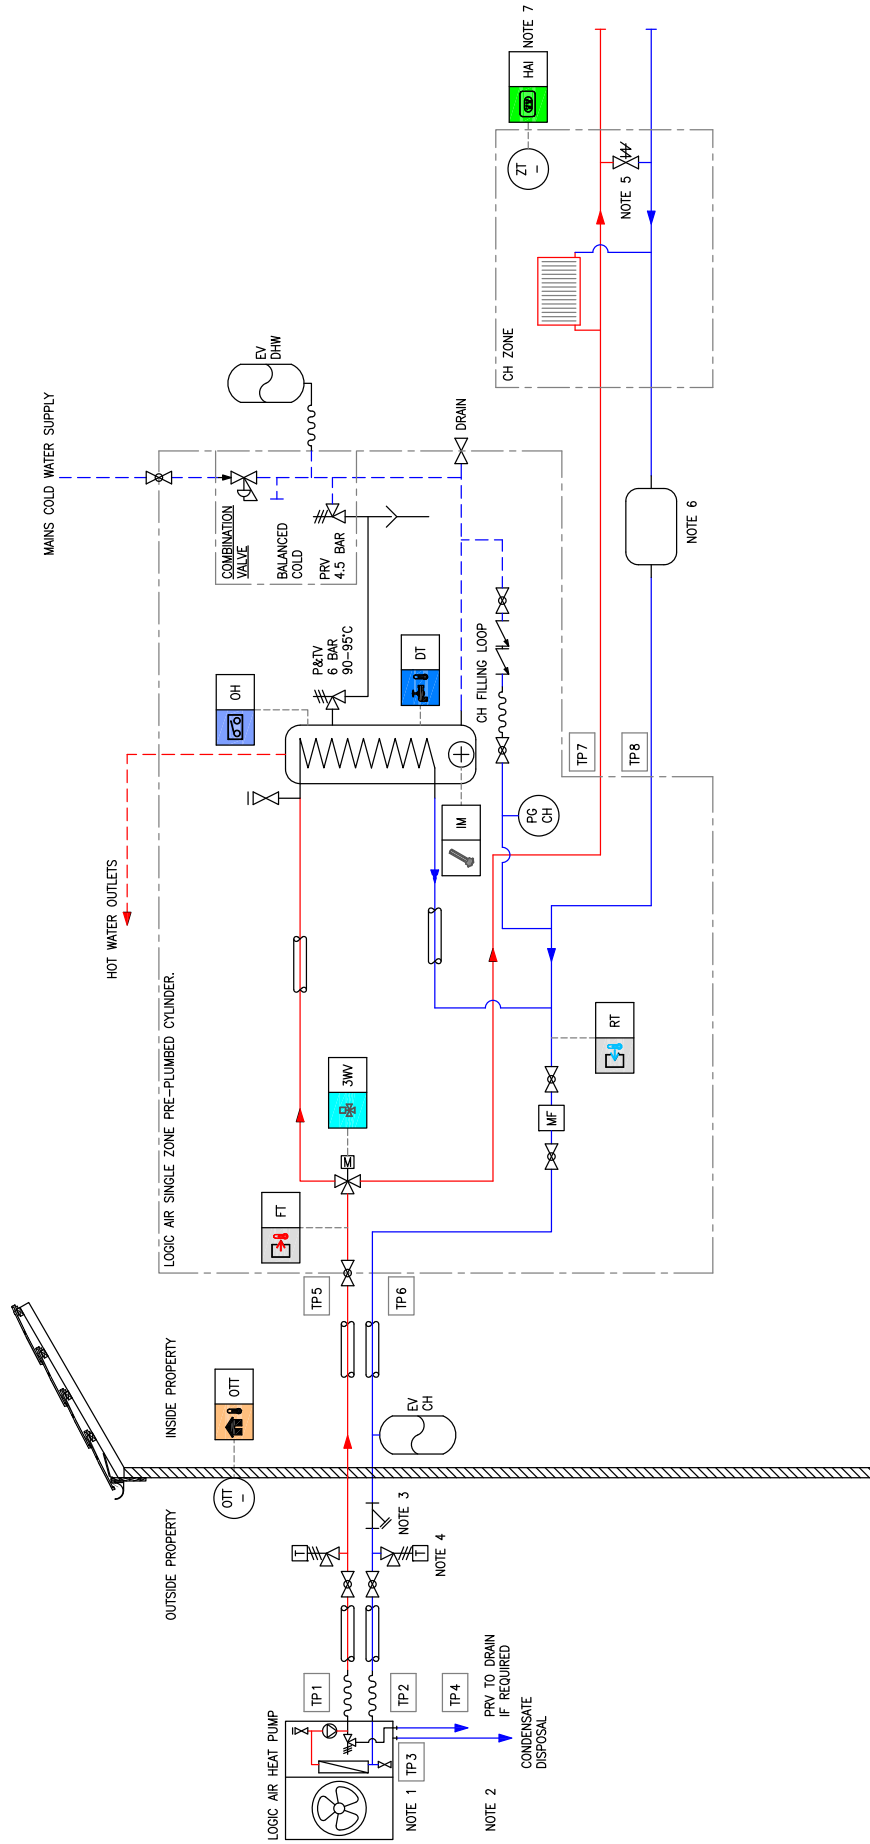 MAINS COLD WATER SUPPLY
HOT WATER OUTLETS
LOGIC AIR SINGLE ZONE PRE-PLUMBED CYLINDER.
COMBINATION
VALVE
BALANCED
COLD
PRV
4.5 BAR
EV
DHW
DRAIN
OH
P&TV
6 BAR
90-95°C
DT
IM
CH FILLING LOOP
PG
CH
3WV
M
FT
RT
MF
TP5
TP6
TP7
TP8
CH ZONE
ZT
-
HAI
NOTE 7
NOTE 5
NOTE 6
INSIDE PROPERTY
OUTSIDE PROPERTY
OTT
OTT
-
EV
CH
NOTE 3
T
T
NOTE 4
LOGIC AIR HEAT PUMP
TP1
TP2
TP3
TP4
PRV TO DRAIN
IF REQUIRED
CONDENSATE
DISPOSAL
NOTE 1
NOTE 2